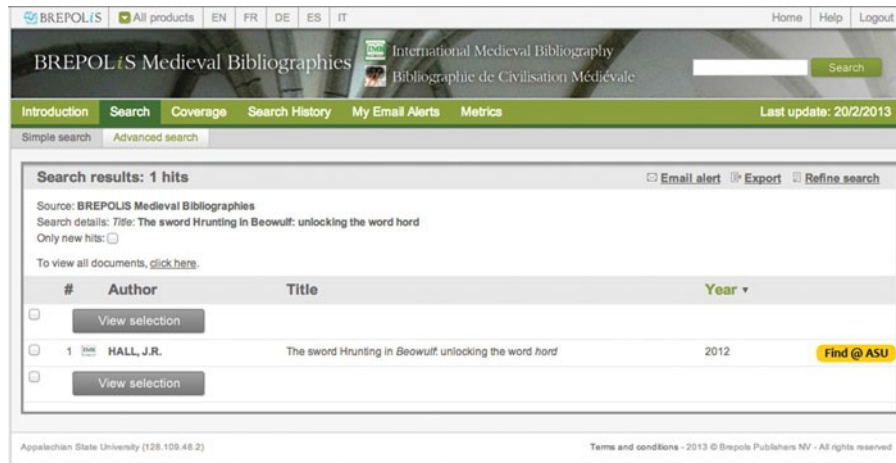 BREPOLiS All products EN FR DE ES IT Home Help Logout
BREPOLiS Medieval Bibliographies
International Medieval Bibliography
Bibliographie de Civilisation Médiévale
Search
Introduction Search Coverage Search History My Email Alerts Metrics Last update: 20/2/2013
Simple search Advanced search
Search results: 1 hits Email alert Export Refine search
Source: BREPOLiS Medieval Bibliographies
Search details: Title: The sword Hrunting in Beowulf: unlocking the word hord
Only new hits:
To view all documents, click here.
# Author Title Year
View selection
1 IMB HALL, J.R. The sword Hrunting in Beowulf: unlocking the word hord 2012 Find @ ASU
View selection
Appalachian State University (128.109.48.2) Terms and conditions - 2013 © Brepols Publishers NV - All rights reserved